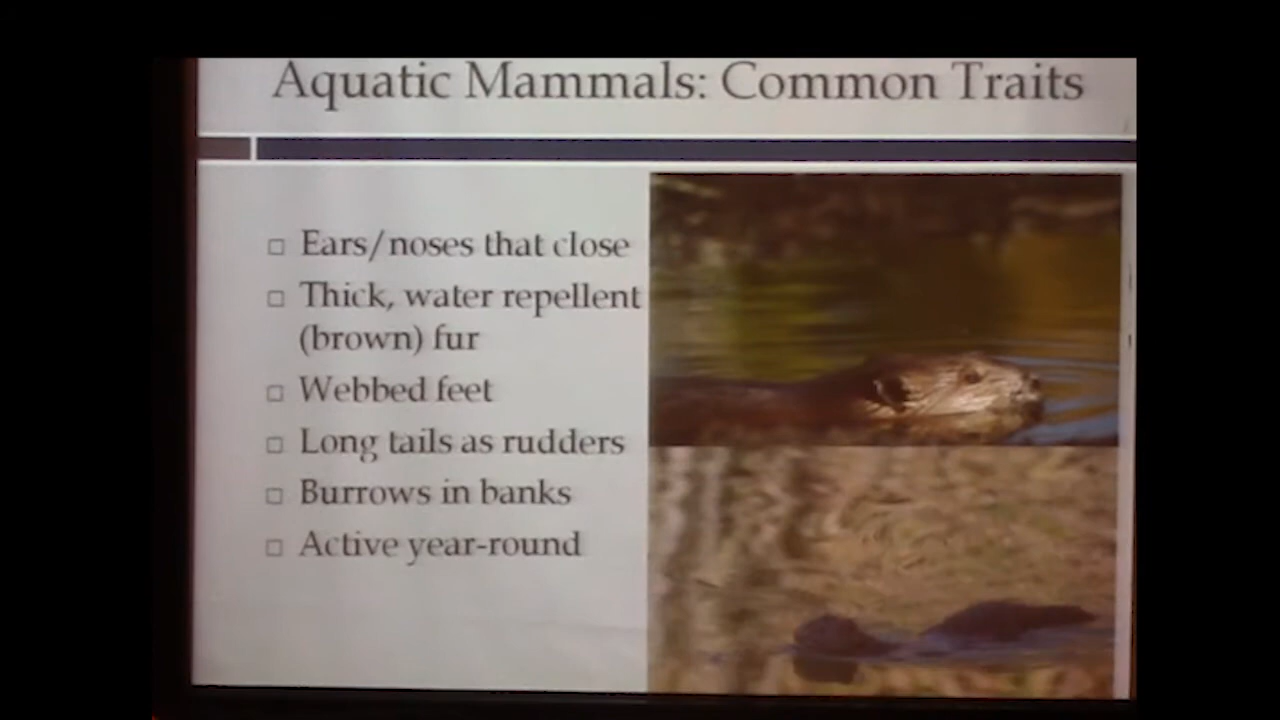 Aquatic Mammals: Common Traits
Ears/noses that close
Thick, water repellent
(brown) fur
Webbed feet
Long tails as rudders
Burrows in banks
Active year-round